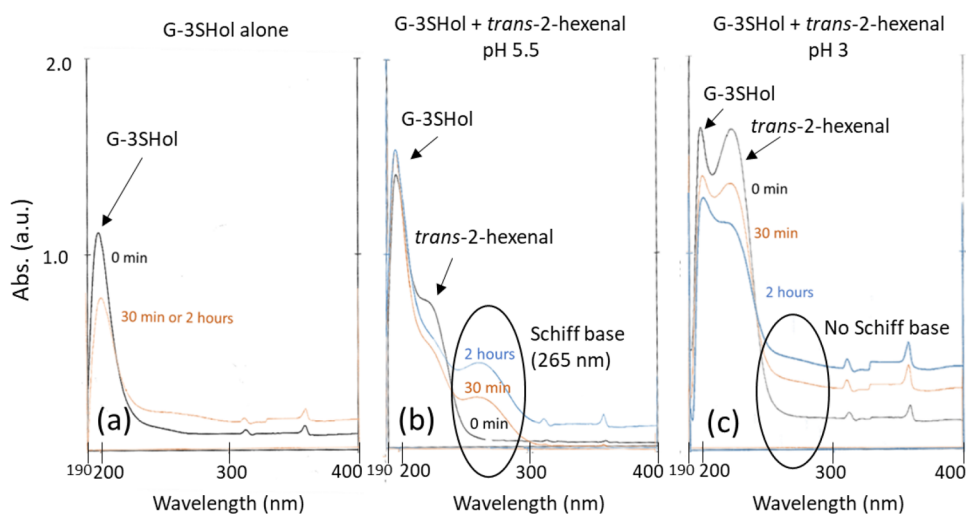 G-3SHol alone
G-3SHol + trans-2-hexenal
pH 5.5
G-3SHol + trans-2-hexenal
pH 3
Abs. (a.u.)
2.0
1.0
G-3SHol
0 min
30 min or 2 hours
(a)
190 200 300 400
Wavelength (nm)
G-3SHol
trans-2-hexenal
Schiff base
(265 nm)
2 hours
30 min
0 min
(b)
190 200 300 400
Wavelength (nm)
G-3SHol
trans-2-hexenal
0 min
30 min
2 hours
No Schiff base
(c)
190 200 300 400
Wavelength (nm)